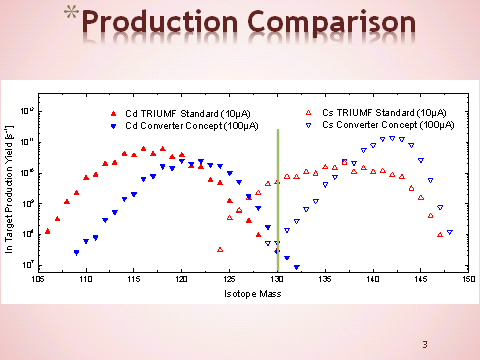 *Production Comparison
Cd TRIUMF Standard (10μA)
Cd Converter Concept (100μA)
Cs TRIUMF Standard (10μA)
Cs Converter Concept (100μA)
In Target Production Yield [s⁻¹]
10¹²
10¹¹
10¹⁰
10⁹
10⁸
10⁷
105 110 115 120 125 130 135 140 145 150
Isotope Mass
3